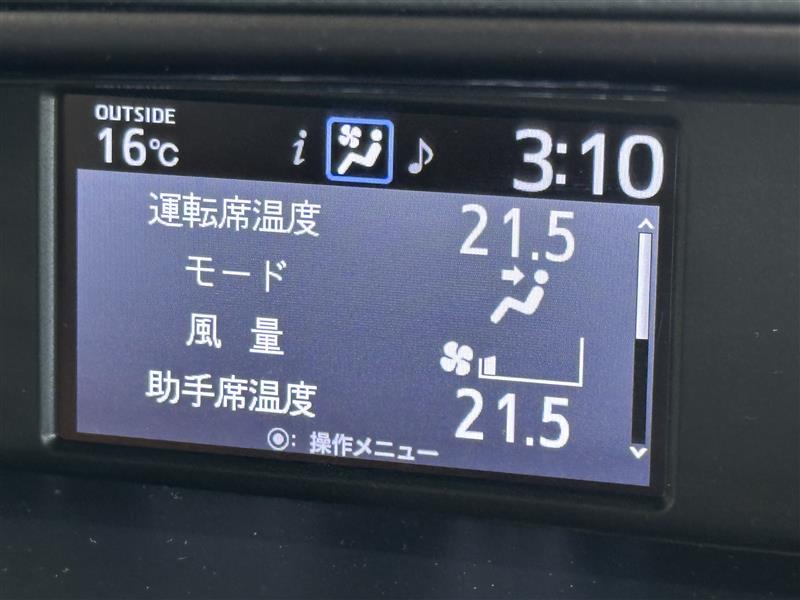 OUTSIDE
16℃
i
3:10
運転席温度 21.5
モード
風量
助手席温度 21.5
◉: 操作メニュー